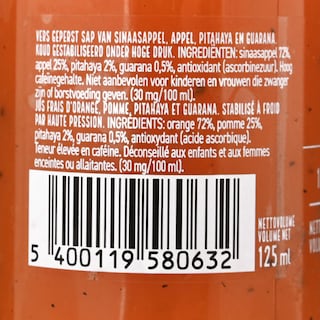 VERS GEPERST SAP VAN SINAASAPPEL, APPEL, PITAHAYA EN GUARANA.
KOUD GESTABILISEERD ONDER HOGE DRUK. INGREDIËNTEN: sinaasappel 72%,
appel 25%, pitahaya 2%, guarana 0,5%, antioxidant (ascorbinezuur). Hoog
cafeïnegehalte. Niet aanbevolen voor kinderen en vrouwen die zwanger
zijn of borstvoeding geven. (30 mg/100 ml.)
JUS FRAIS D'ORANGE, POMME, PITAHAYA ET GUARANA. STABILISÉ À FROID
PAR HAUTE PRESSION. INGRÉDIENTS: orange 72%, pomme 25%,
pitahaya 2%, guarana 0,5%, antioxydant (acide ascorbique).
Teneur élevée en caféine. Déconseillé aux enfants et aux femmes
enceintes ou allaitantes. (30 mg/100 ml.)
5 400119 580632
NETTOVOLUME
VOLUME NET
125 ml